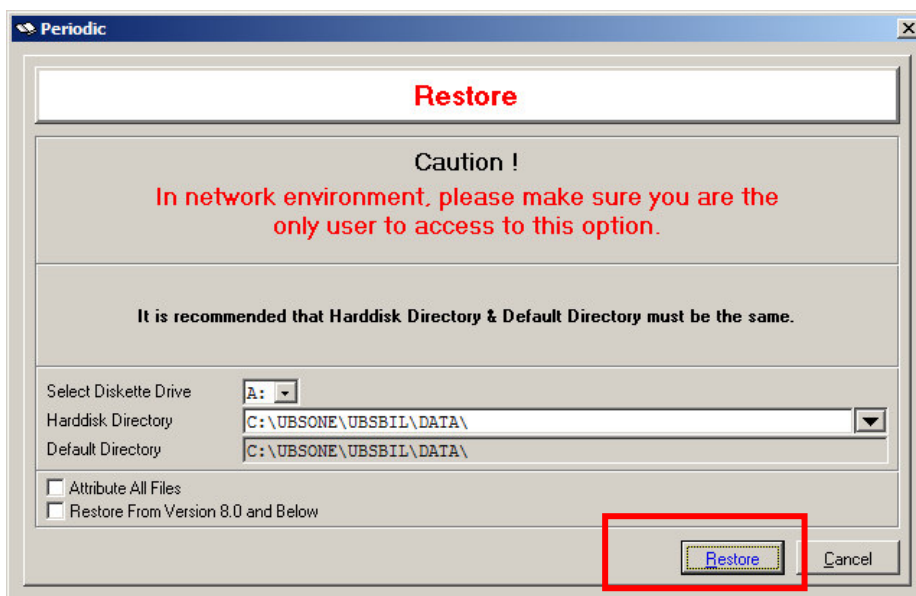 Periodic
Restore
Caution !
In network environment, please make sure you are the
only user to access to this option.
It is recommended that Harddisk Directory & Default Directory must be the same.
Select Diskette Drive A:
Harddisk Directory C:\UBSONE\UBSBIL\DATA\
Default Directory C:\UBSONE\UBSBIL\DATA\
Attribute All Files
Restore From Version 8.0 and Below
Restore Cancel